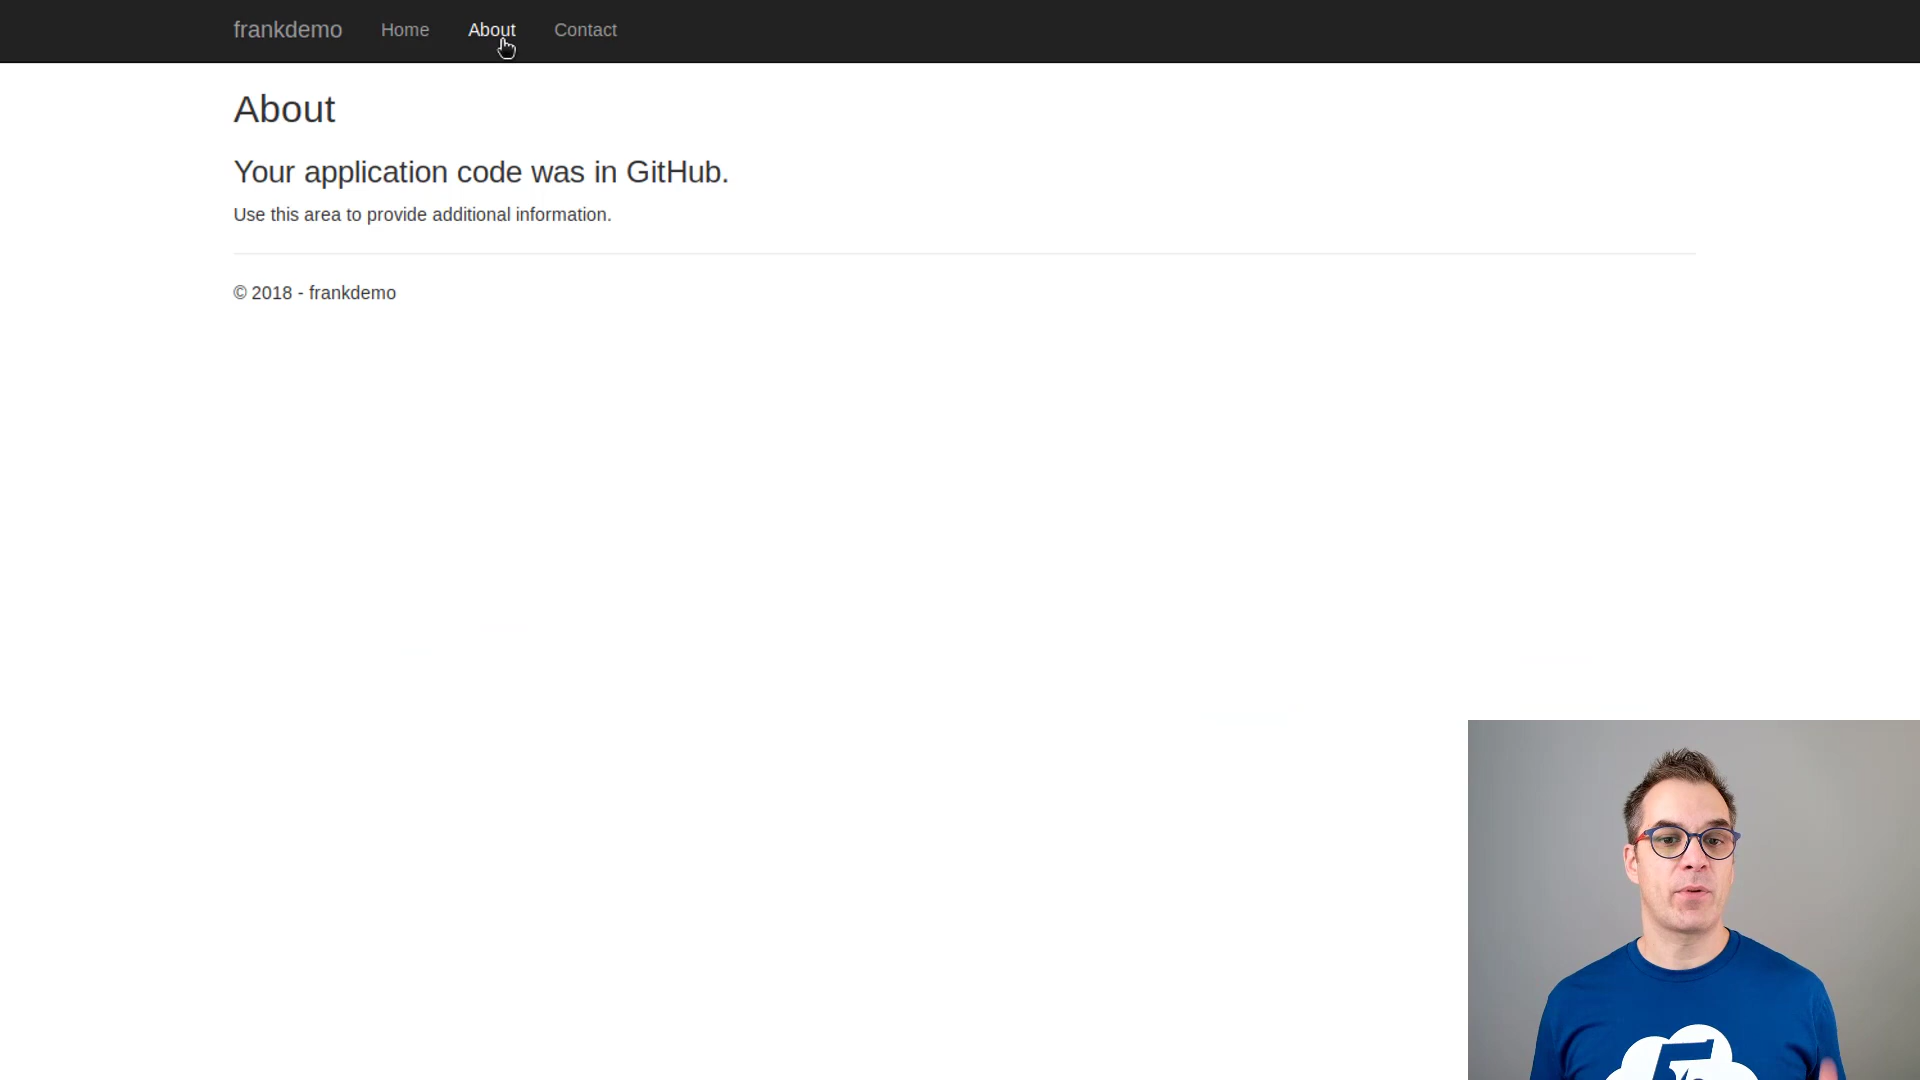 frankdemo Home About Contact
About
Your application code was in GitHub.
Use this area to provide additional information.
© 2018 - frankdemo